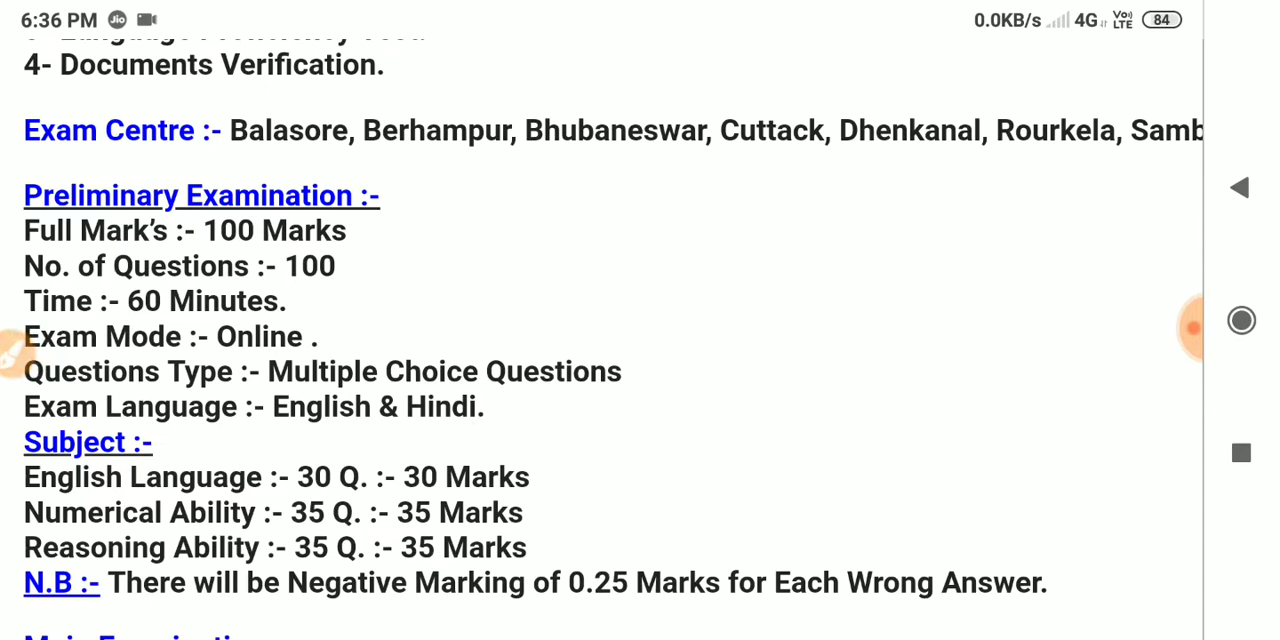 6:36 PM Jio 0.0KB/s 4G Vo) LTE 84
4- Documents Verification.
Exam Centre :- Balasore, Berhampur, Bhubaneswar, Cuttack, Dhenkanal, Rourkela, Samb
Preliminary Examination :-
Full Mark’s :- 100 Marks
No. of Questions :- 100
Time :- 60 Minutes.
Exam Mode :- Online .
Questions Type :- Multiple Choice Questions
Exam Language :- English & Hindi.
Subject :-
English Language :- 30 Q. :- 30 Marks
Numerical Ability :- 35 Q. :- 35 Marks
Reasoning Ability :- 35 Q. :- 35 Marks
N.B :- There will be Negative Marking of 0.25 Marks for Each Wrong Answer.